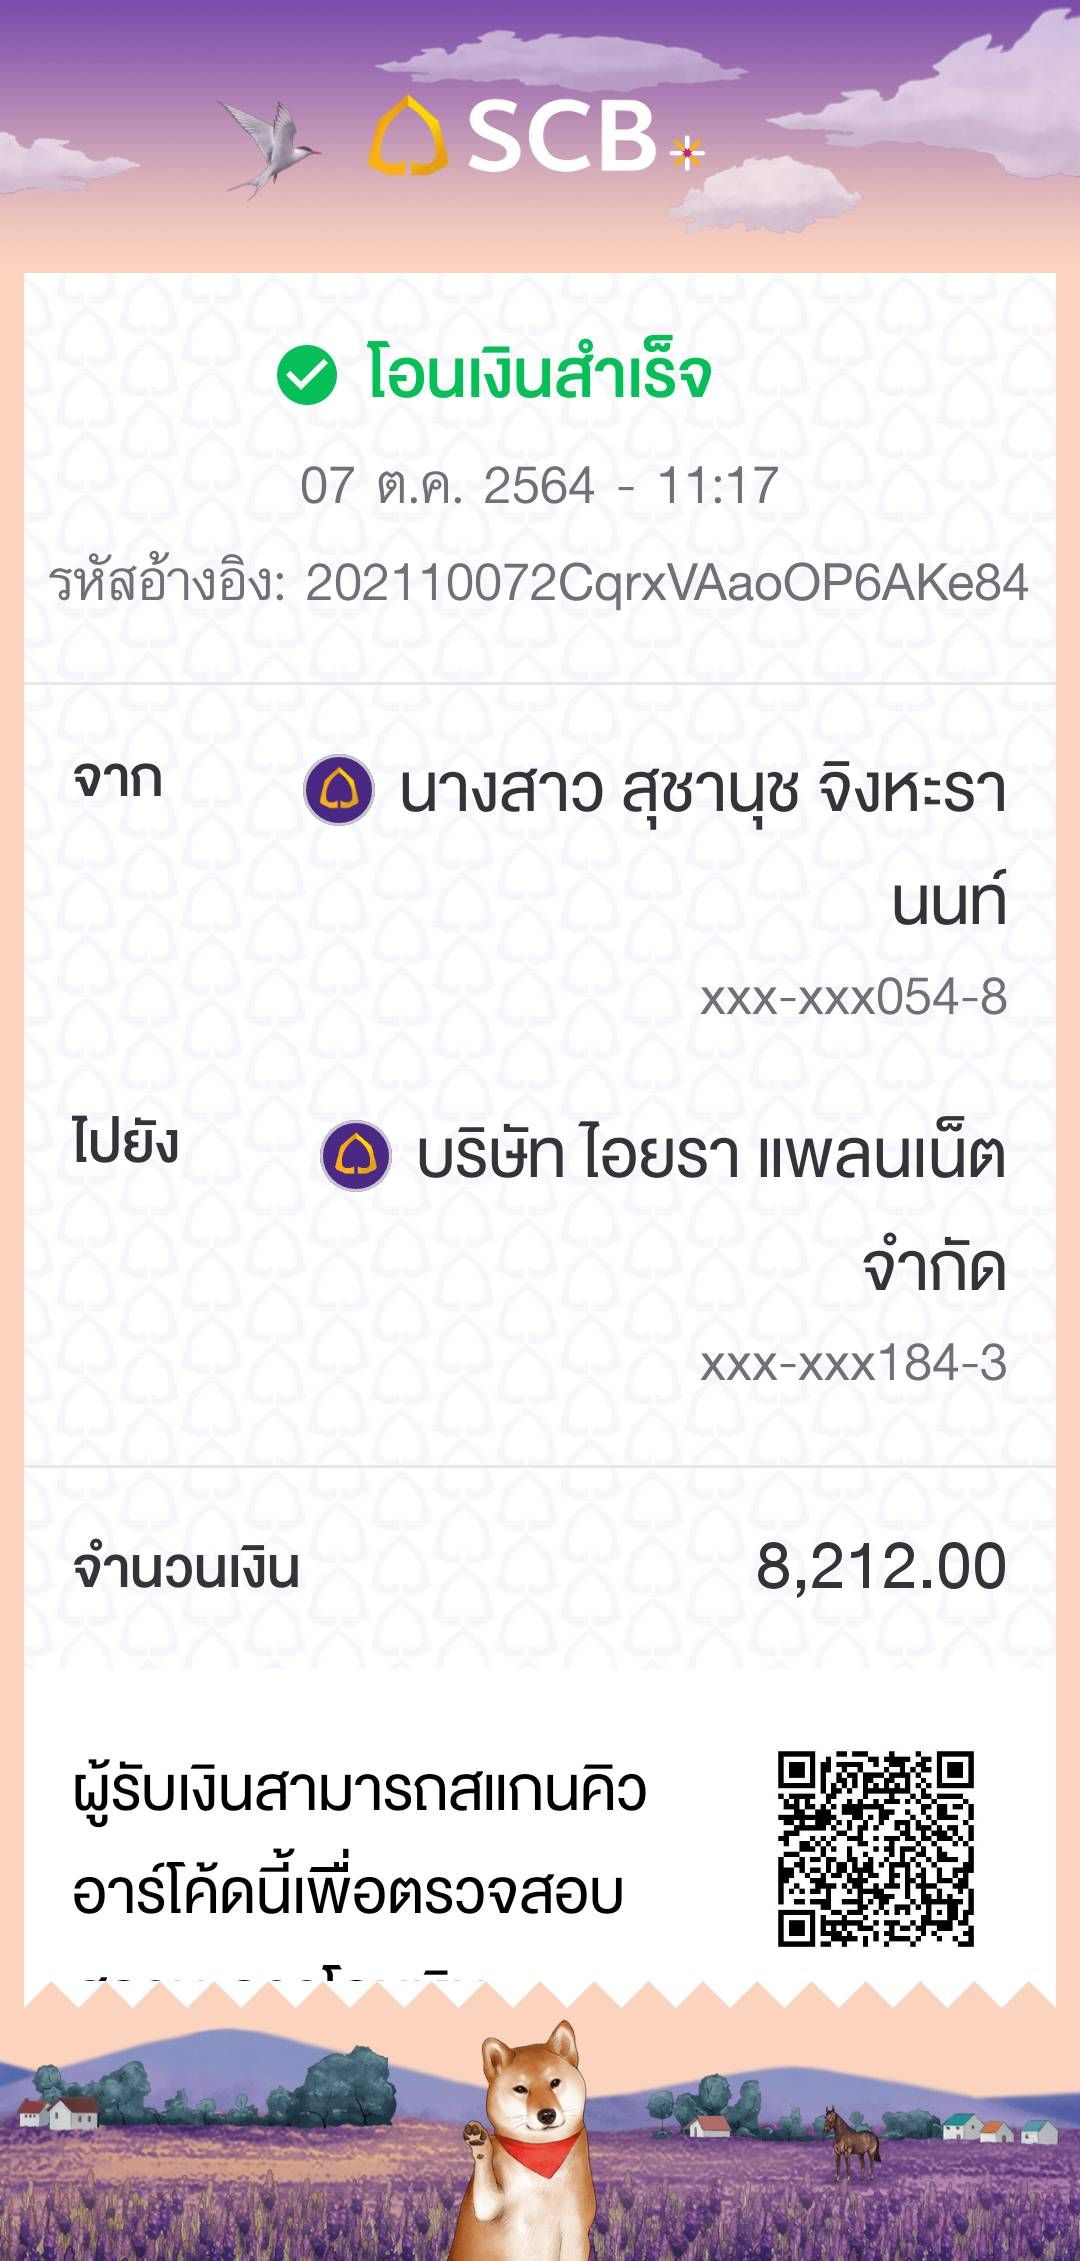 SCB
โอนเงินสำเร็จ
07 ต.ค. 2564 - 11:17
รหัสอ้างอิง: 202110072CqrxVAaoOP6AKe84
จาก
นางสาว สุชานุช จิงหะรา
นนท์
xxx-xxx054-8
ไปยัง
บริษัท ไอยรา แพลนเน็ต
จำกัด
xxx-xxx184-3
จำนวนเงิน 8,212.00
ผู้รับเงินสามารถสแกนคิว
อาร์โค้ดนี้เพื่อตรวจสอบ